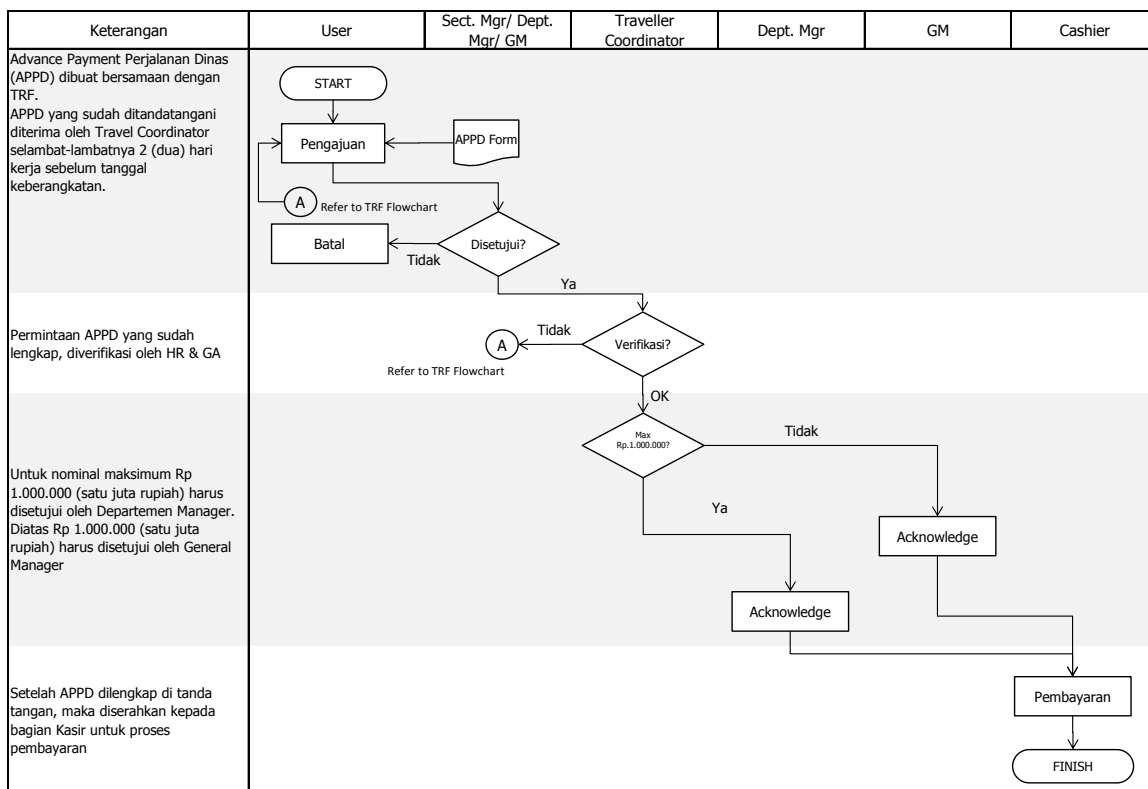 Keterangan
User
Sect. Mgr/ Dept.
Mgr/ GM
Traveller
Coordinator
Dept. Mgr
GM
Cashier
Advance Payment Perjalanan Dinas
(APPD) dibuat bersamaan dengan
TRF.
APPD yang sudah ditandatangani
diterima oleh Travel Coordinator
selambat-lambatnya 2 (dua) hari
kerja sebelum tanggal
keberangkatan.
START
Pengajuan
APPD Form
A
Refer to TRF Flowchart
Batal
Tidak
Disetujui?
Ya
Permintaan APPD yang sudah
lengkap, diverifikasi oleh HR & GA
A
Tidak
Verifikasi?
Refer to TRF Flowchart
OK
Untuk nominal maksimum Rp
1.000.000 (satu juta rupiah) harus
disetujui oleh Departemen Manager.
Diatas Rp 1.000.000 (satu juta
rupiah) harus disetujui oleh General
Manager
Max
Rp.1.000.000?
Tidak
Ya
Acknowledge
Acknowledge
Setelah APPD dilengkap di tanda
tangan, maka diserahkan kepada
bagian Kasir untuk proses
pembayaran
Pembayaran
FINISH